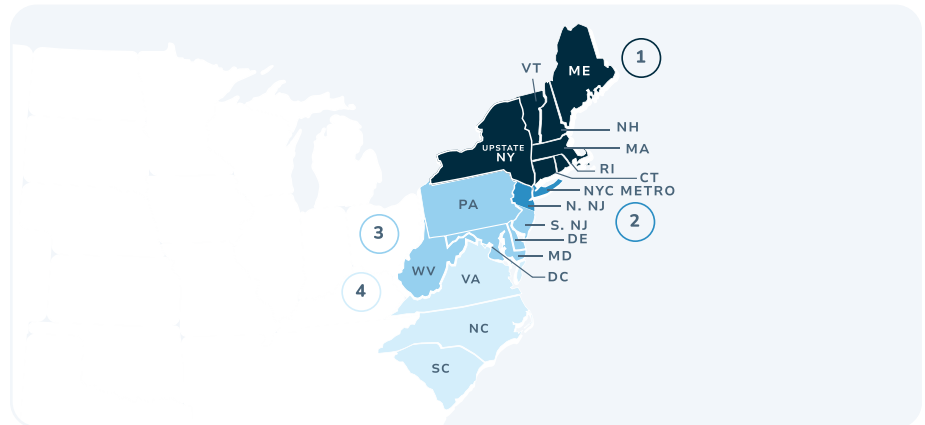 1
VT
ME
NH
UPSTATE
NY
MA
RI
CT
NYC METRO
PA
N. NJ
2
S. NJ
3
DE
MD
WV
DC
VA
4
NC
SC